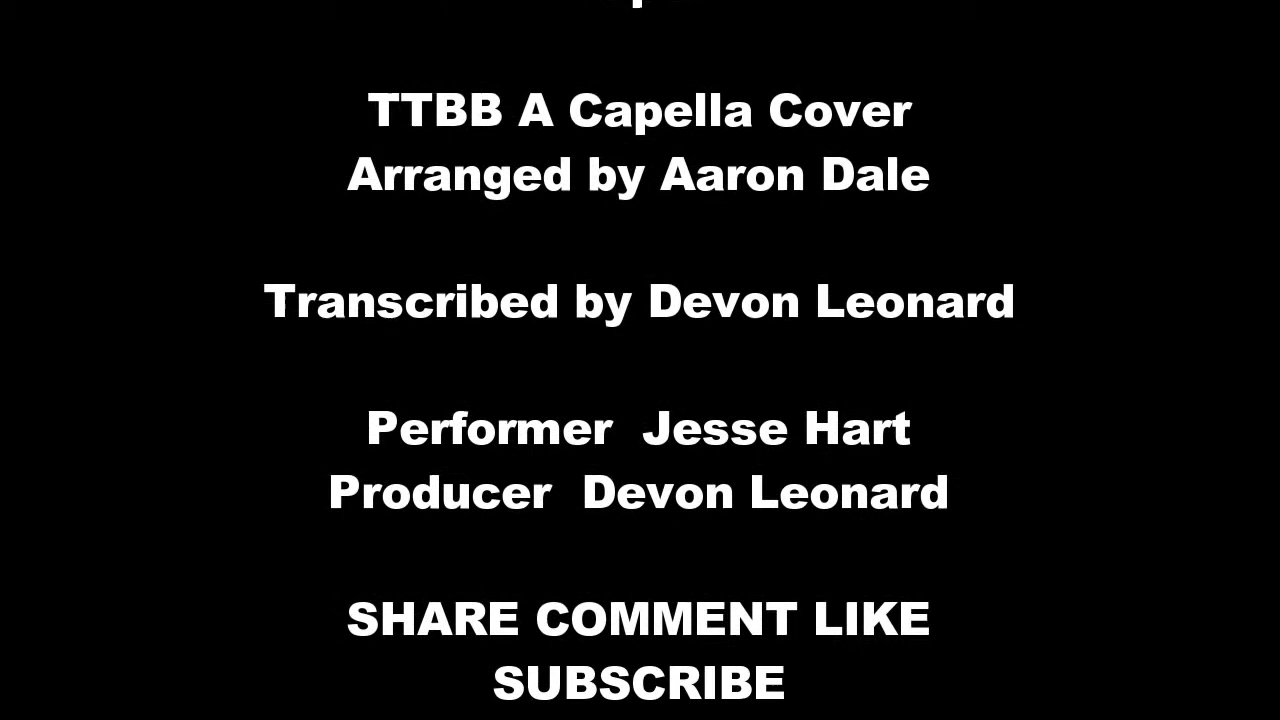 TTBB A Capella Cover
Arranged by Aaron Dale
Transcribed by Devon Leonard
Performer Jesse Hart
Producer Devon Leonard
SHARE COMMENT LIKE
SUBSCRIBE